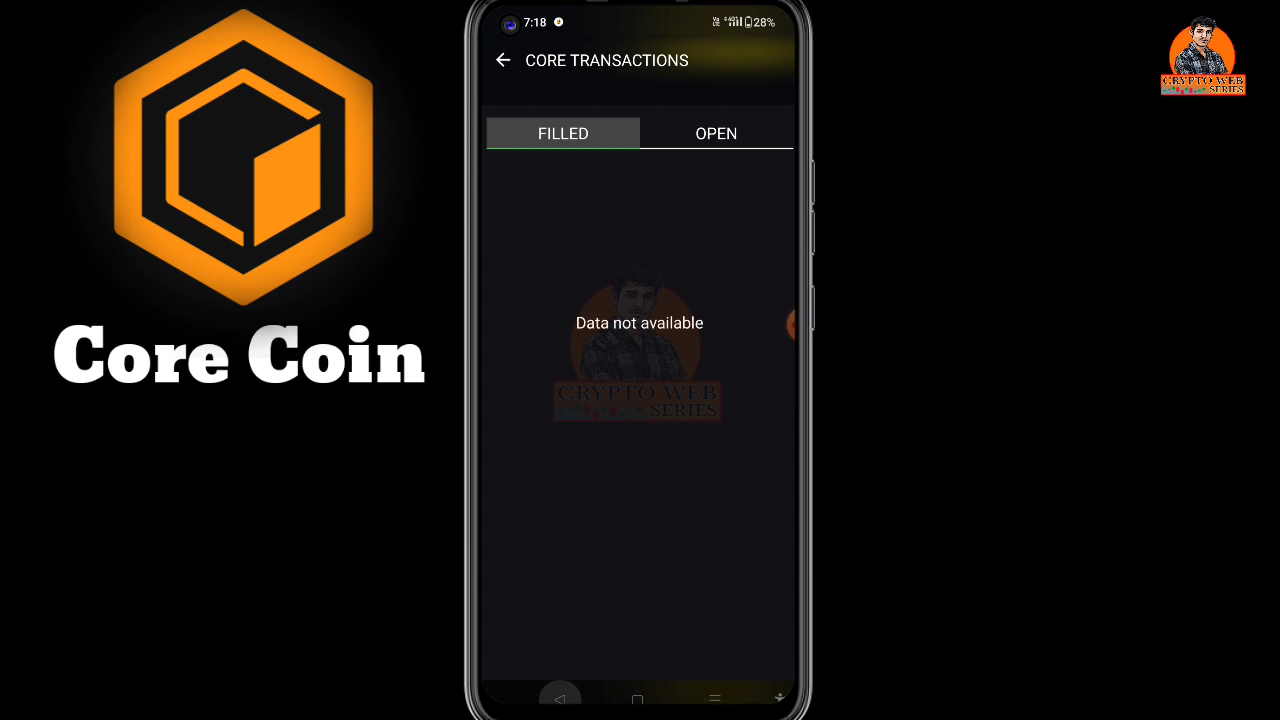 7:18
28%
CORE TRANSACTIONS
CRYPTO WEB
SERIES
FILLED
OPEN
Data not available
Core Coin
CRYPTO WEB
SERIES